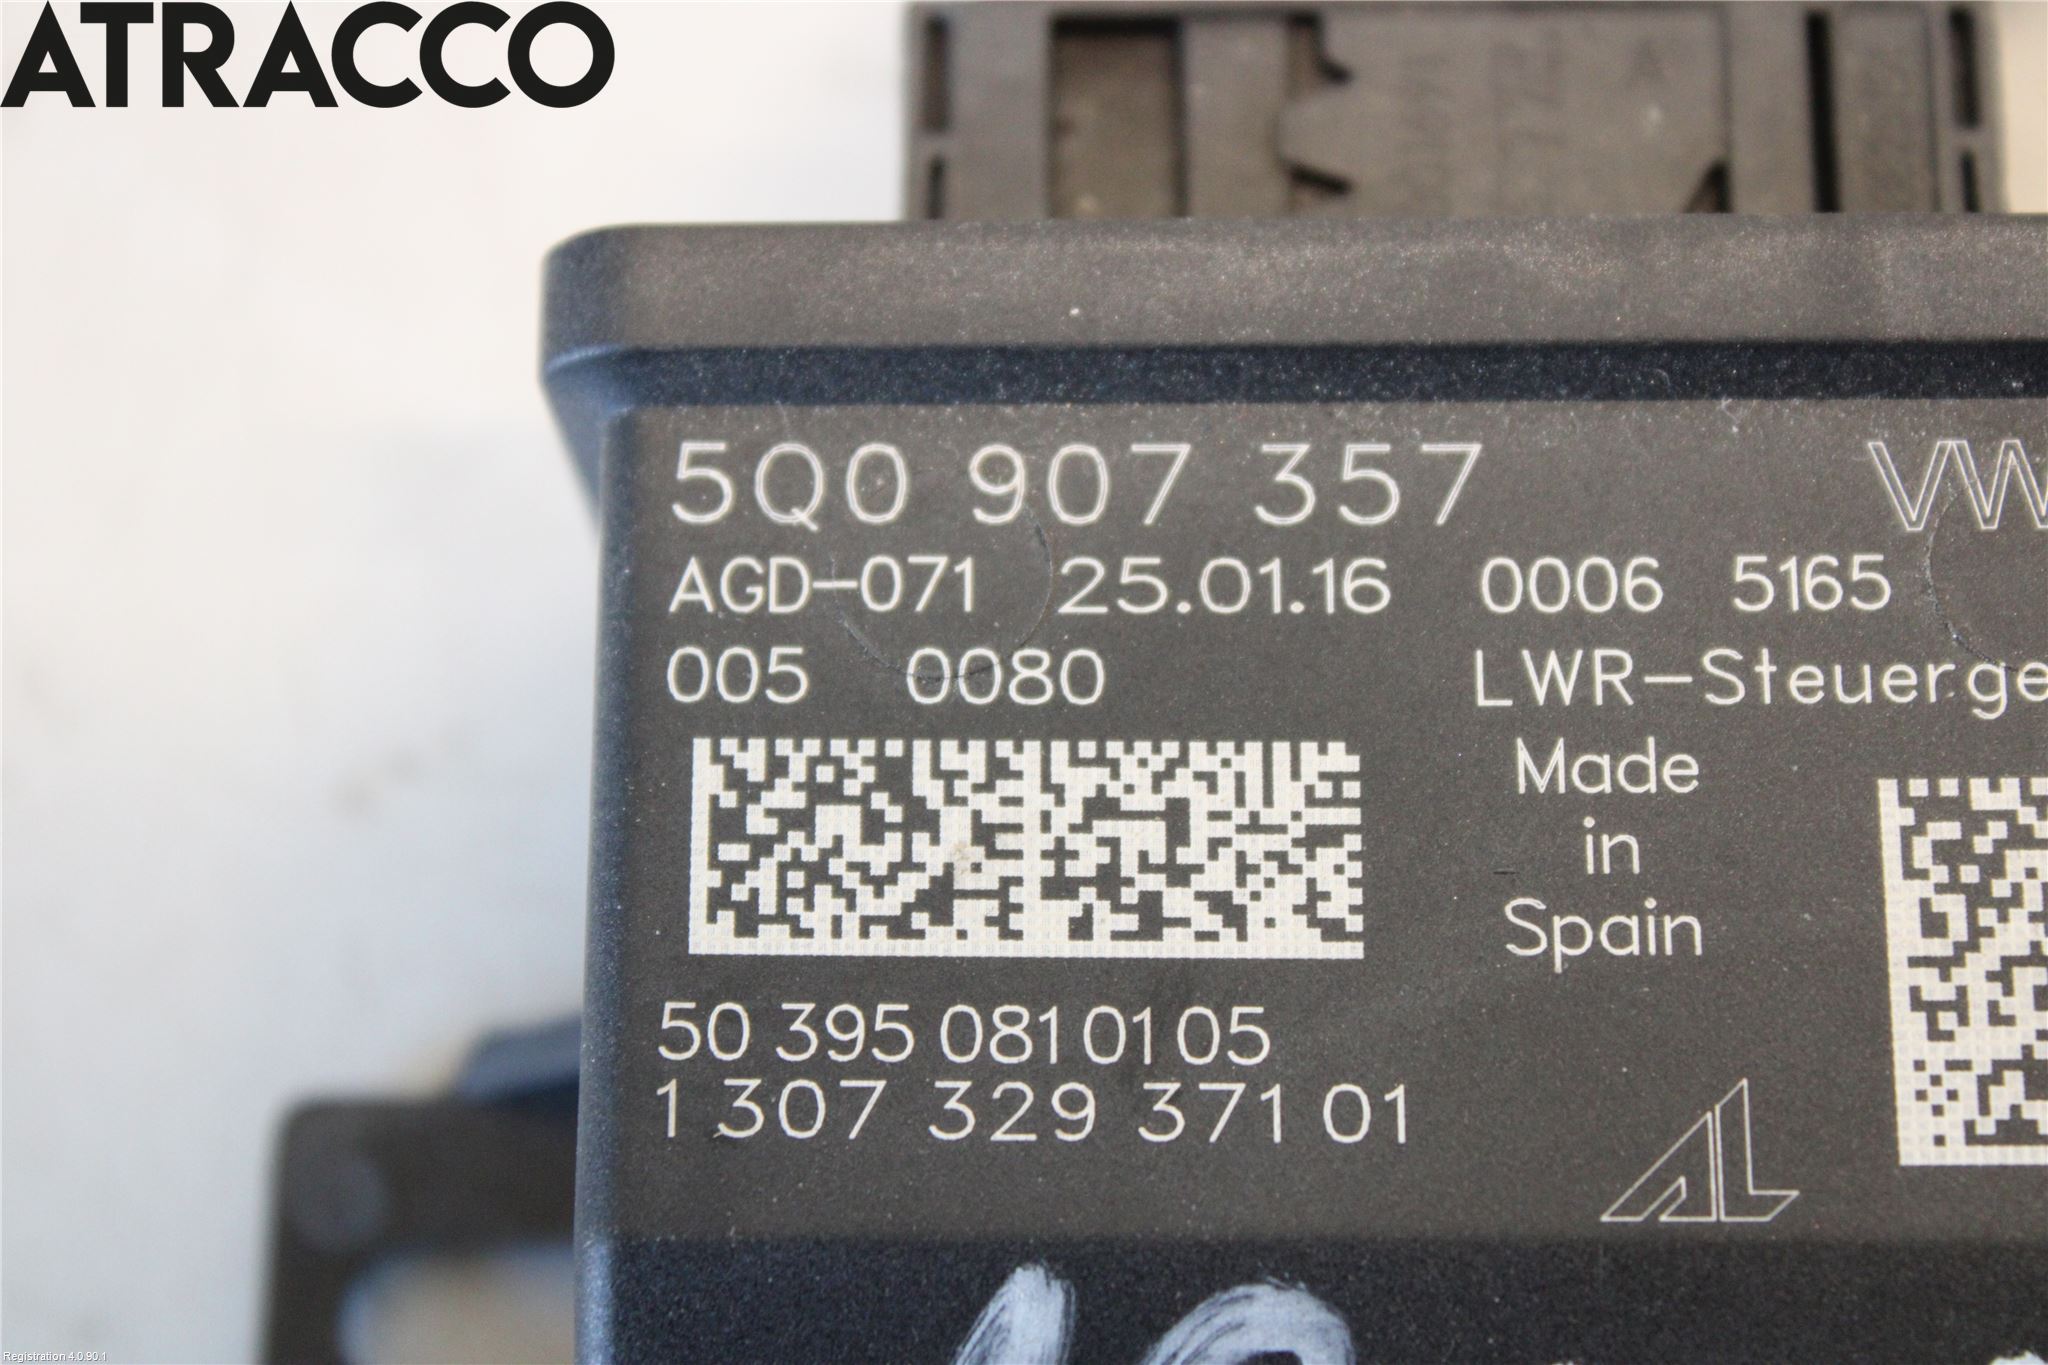 ATRACCO
5Q0 907 357 VW
AGD-071 25.01.16 0006 5165
005 0080 LWR-Steuerge
Made
in
Spain
50 395 081 01 05
1 307 329 371 01
AL
Registration 4.0.90.1